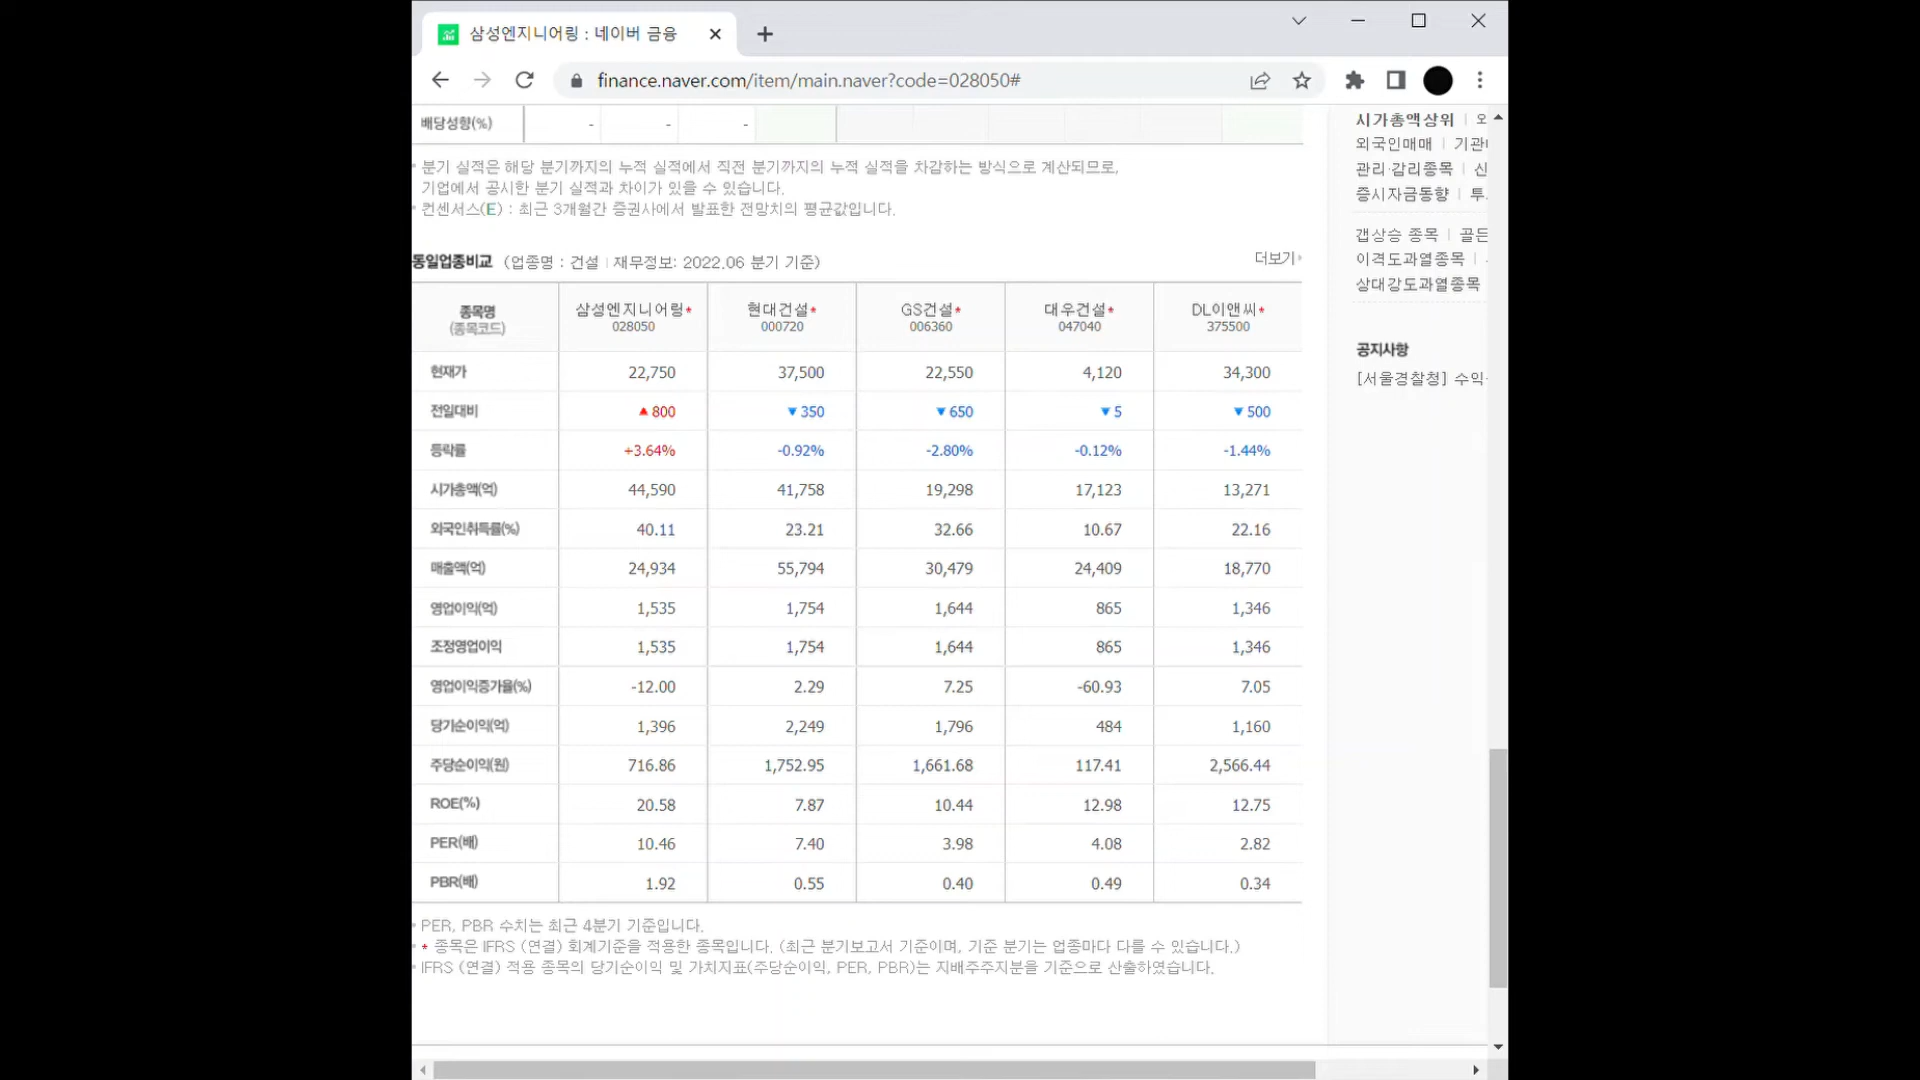 삼성엔지니어링 : 네이버 금융
finance.naver.com/item/main.naver?code=028050#
배당성향(%) - - -
분기 실적은 해당 분기까지의 누적 실적에서 직전 분기까지의 누적 실적을 차감하는 방식으로 계산되므로,
기업에서 공시한 분기 실적과 차이가 있을 수 있습니다.
컨센서스(E) : 최근 3개월간 증권사에서 발표한 전망치의 평균값입니다.
동일업종비교 (업종명 : 건설 | 재무정보: 2022.06 분기 기준) 더보기
종목명 삼성엔지니어링* 현대건설* GS건설* 대우건설* DL이앤씨*
(종목코드) 028050 000720 006360 047040 375500
현재가 22,750 37,500 22,550 4,120 34,300
전일대비 ▲800 ▼350 ▼650 ▼5 ▼500
등락률 +3.64% -0.92% -2.80% -0.12% -1.44%
시가총액(억) 44,590 41,758 19,298 17,123 13,271
외국인취득률(%) 40.11 23.21 32.66 10.67 22.16
매출액(억) 24,934 55,794 30,479 24,409 18,770
영업이익(억) 1,535 1,754 1,644 865 1,346
조정영업이익 1,535 1,754 1,644 865 1,346
영업이익증가율(%) -12.00 2.29 7.25 -60.93 7.05
당기순이익(억) 1,396 2,249 1,796 484 1,160
주당순이익(원) 716.86 1,752.95 1,661.68 117.41 2,566.44
ROE(%) 20.58 7.87 10.44 12.98 12.75
PER(배) 10.46 7.40 3.98 4.08 2.82
PBR(배) 1.92 0.55 0.40 0.49 0.34
PER, PBR 수치는 최근 4분기 기준입니다.
* 종목은 IFRS (연결) 회계기준을 적용한 종목입니다. (최근 분기보고서 기준이며, 기준 분기는 업종마다 다를 수 있습니다.)
IFRS (연결) 적용 종목의 당기순이익 및 가치지표(주당순이익, PER, PBR)는 지배주주지분을 기준으로 산출하였습니다.
시가총액상위 |
외국인매매 | 기관
관리·감리종목 | 신
증시자금동향 | 투
갭상승 종목 | 골든
이격도과열종목 |
상대강도과열종목
공지사항
[서울경찰청] 수익